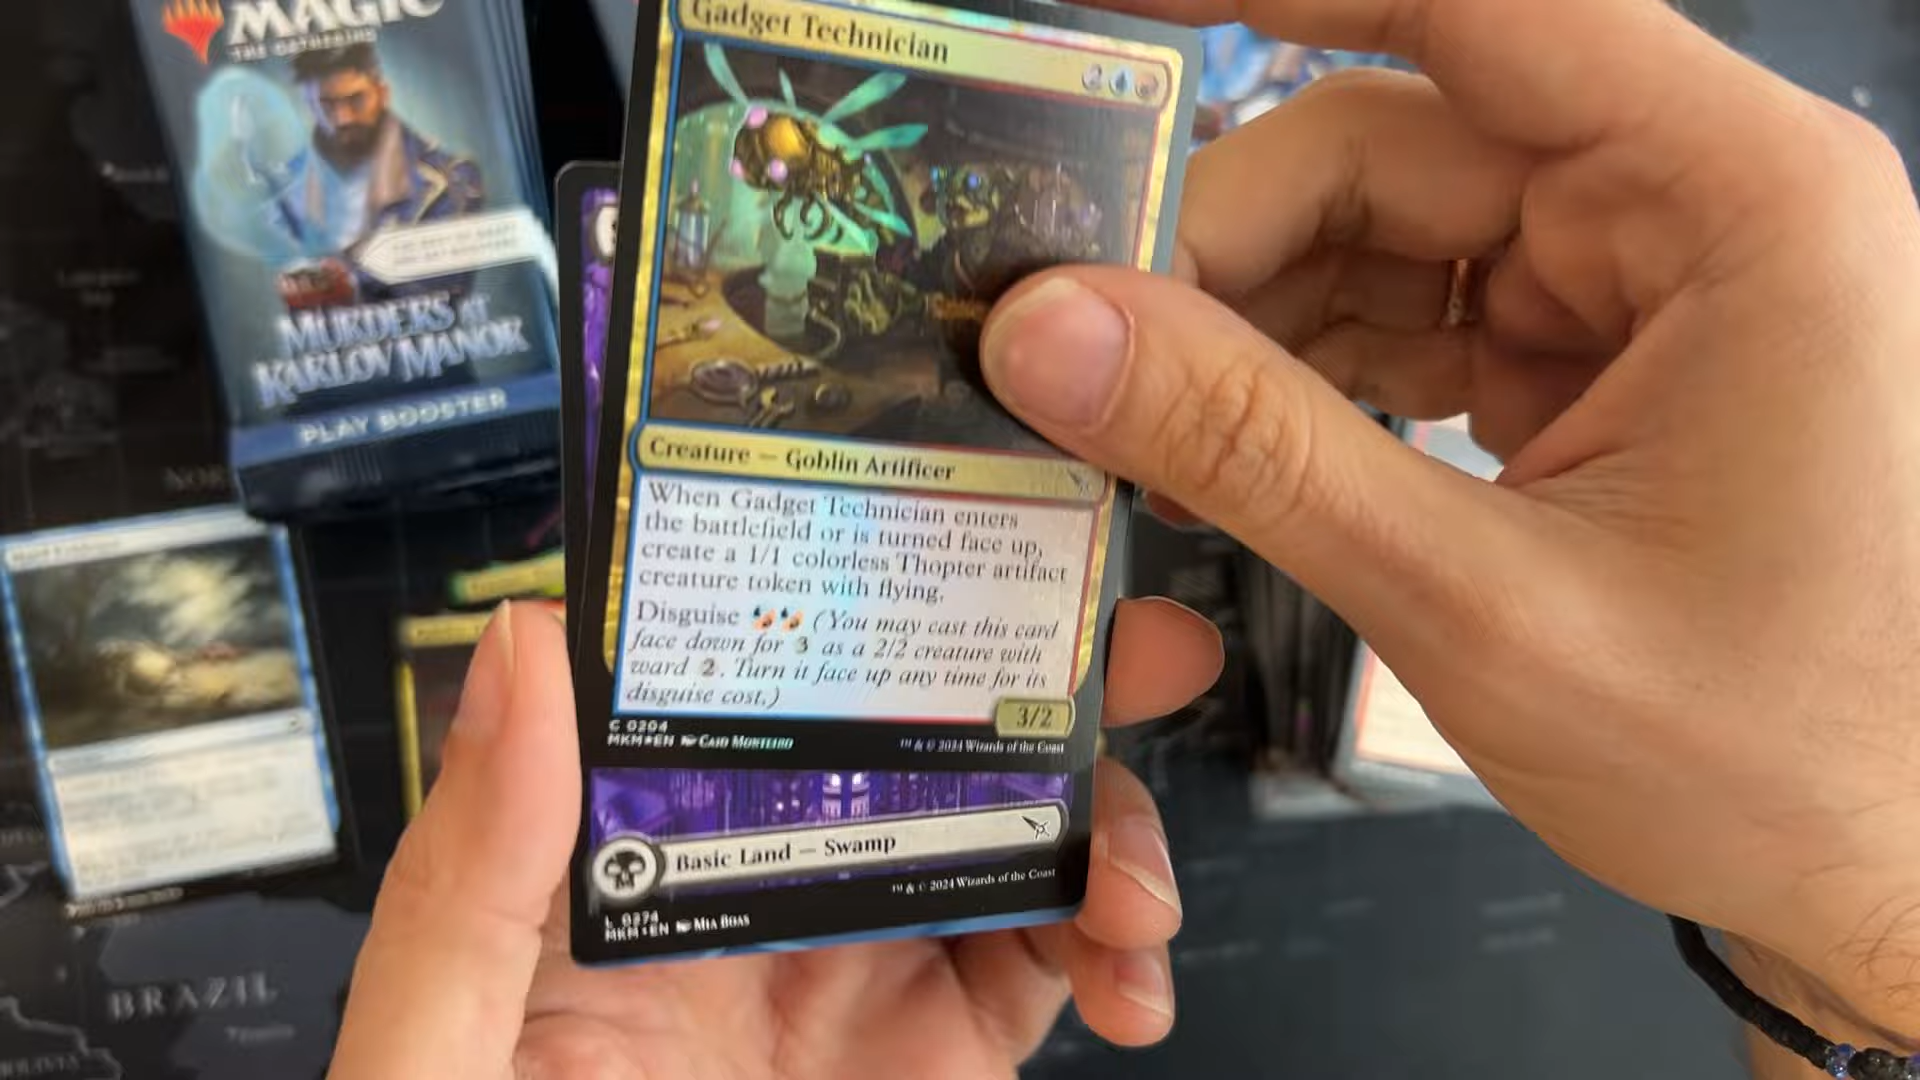 MAGIC
THE GATHERING
MURDERS AT
KARLOV MANOR
PLAY BOOSTER
Gadget Technician
2
Creature — Goblin Artificer
When Gadget Technician enters
the battlefield or is turned face up,
create a 1/1 colorless Thopter artifact
creature token with flying.
Disguise (You may cast this card
face down for 3 as a 2/2 creature with
ward 2. Turn it face up any time for its
disguise cost.)
3/2
C 0204
MKM★EN Caio Monteiro
™ & © 2024 Wizards of the Coast
Basic Land — Swamp
™ & © 2024 Wizards of the Coast
L 0274
MKM•EN Mia Boas
BRAZIL